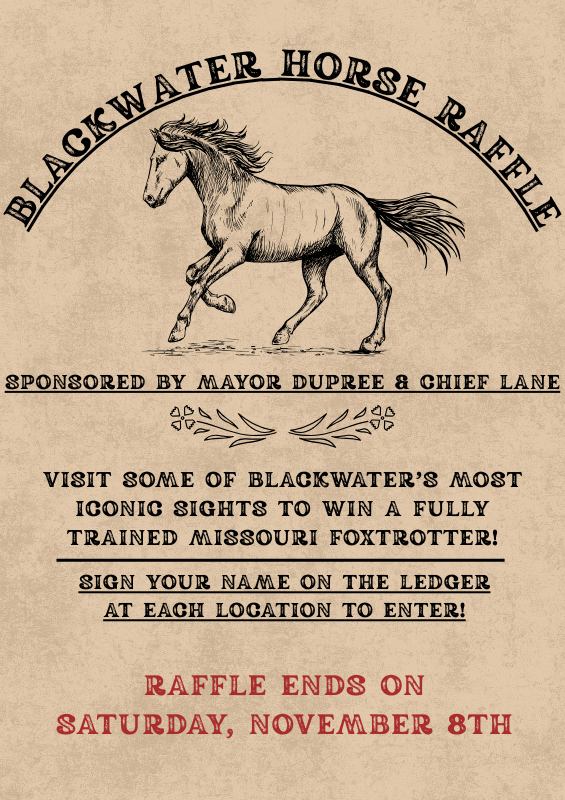 BLACKWATER HORSE RAFFLE
SPONSORED BY MAYOR DUPREE & CHIEF LANE
VISIT SOME OF BLACKWATER'S MOST
ICONIC SIGHTS TO WIN A FULLY
TRAINED MISSOURI FOXTROTTER!
SIGN YOUR NAME ON THE LEDGER
AT EACH LOCATION TO ENTER!
RAFFLE ENDS ON
SATURDAY, NOVEMBER 8TH